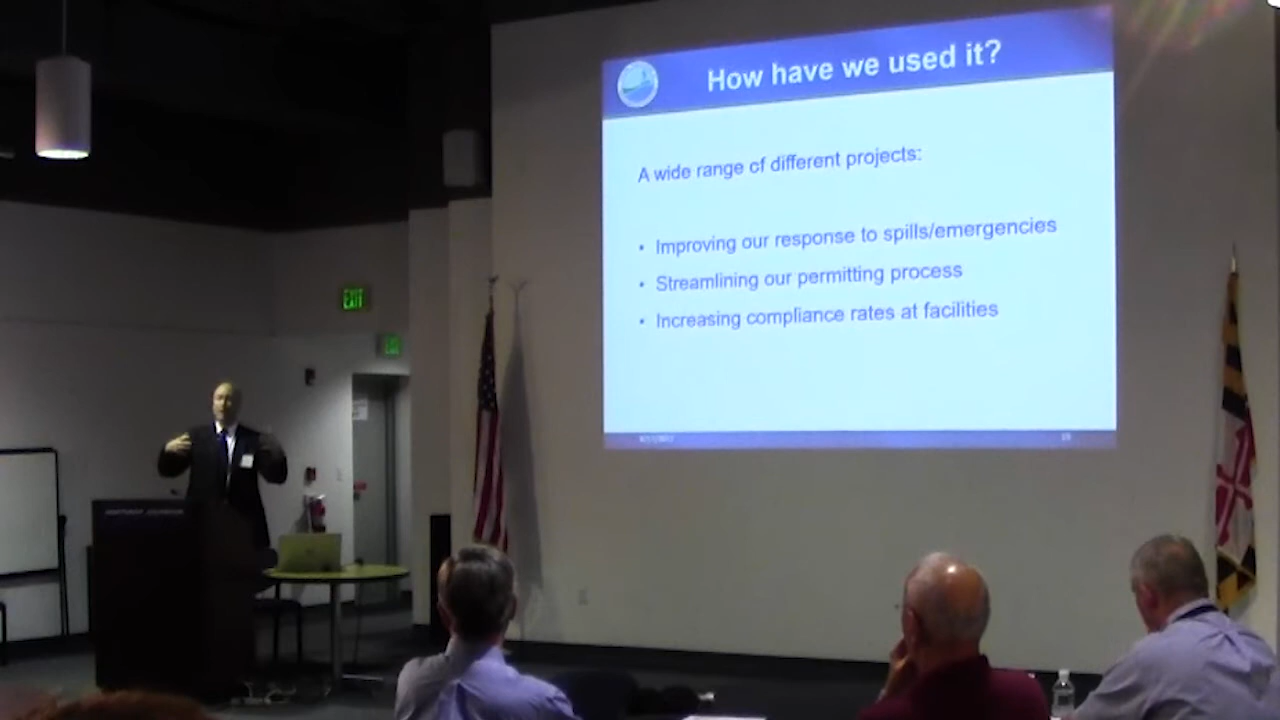 How have we used it?
A wide range of different projects:
• Improving our response to spills/emergencies
• Streamlining our permitting process
• Increasing compliance rates at facilities
EXIT